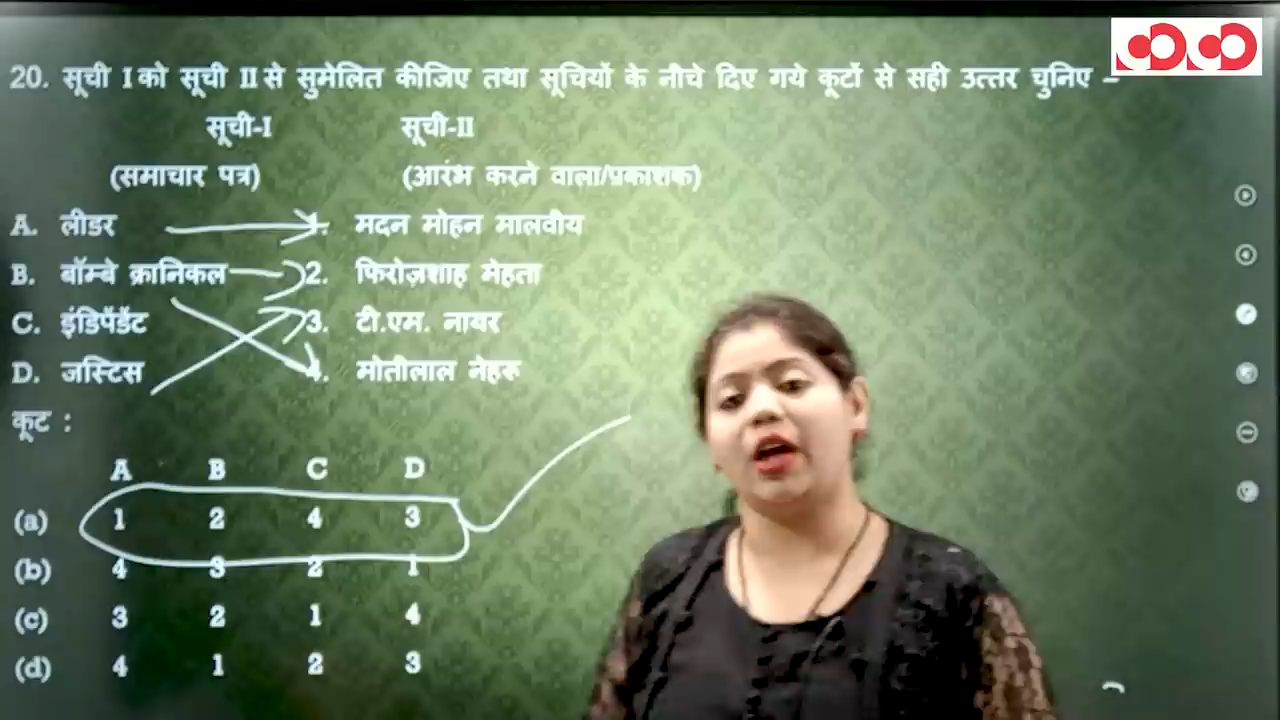 20. सूची I को सूची II से सुमेलित कीजिए तथा सूचियों के नीचे दिए गये कूटों से सही उत्तर चुनिए –
सूची-I सूची-II
(समाचार पत्र) (आरंभ करने वाला/प्रकाशक)
A. लीडर 1. मदन मोहन मालवीय
B. बॉम्बे क्रानिकल 2. फिरोज़शाह मेहता
C. इंडिपेंडेंट 3. टी.एम. नायर
D. जस्टिस 4. मोतीलाल नेहरू
कूट :
A B C D
(a) 1 2 4 3
(b) 4 3 2 1
(c) 3 2 1 4
(d) 4 1 2 3